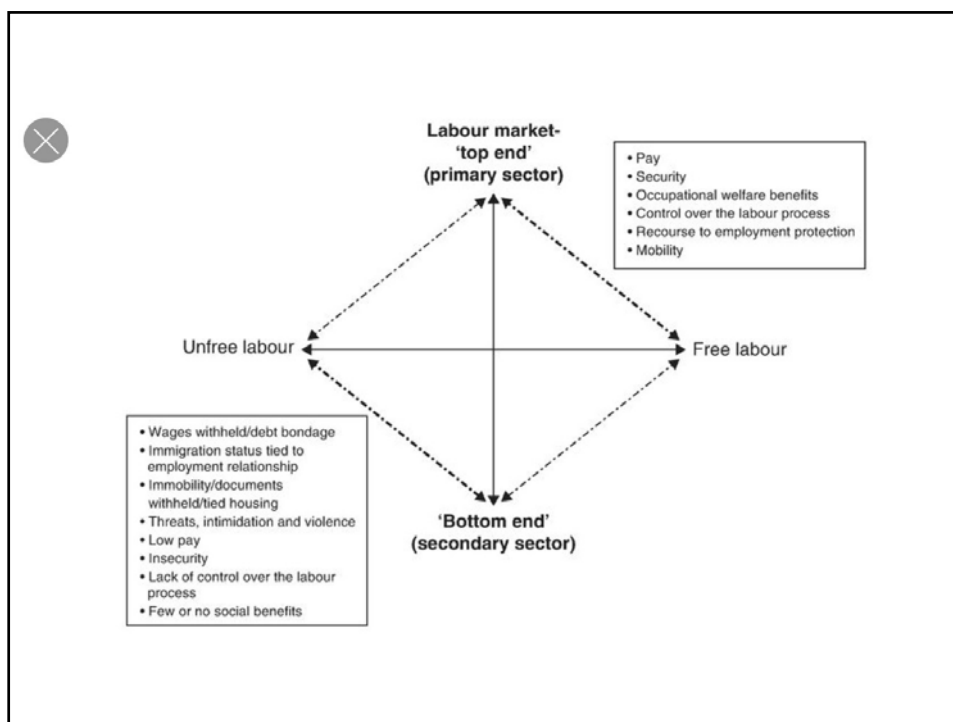 Labour market-
'top end'
(primary sector)
• Pay
• Security
• Occupational welfare benefits
• Control over the labour process
• Recourse to employment protection
• Mobility
Unfree labour
Free labour
• Wages withheld/debt bondage
• Immigration status tied to
employment relationship
• Immobility/documents
withheld/tied housing
• Threats, intimidation and violence
• Low pay
• Insecurity
• Lack of control over the labour
process
• Few or no social benefits
'Bottom end'
(secondary sector)